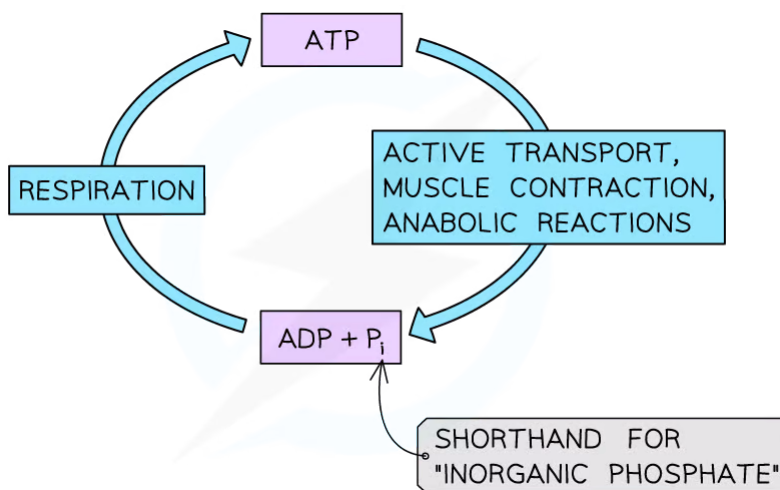 ATP
RESPIRATION
ACTIVE TRANSPORT,
MUSCLE CONTRACTION,
ANABOLIC REACTIONS
ADP + Pi
SHORTHAND FOR
"INORGANIC PHOSPHATE"